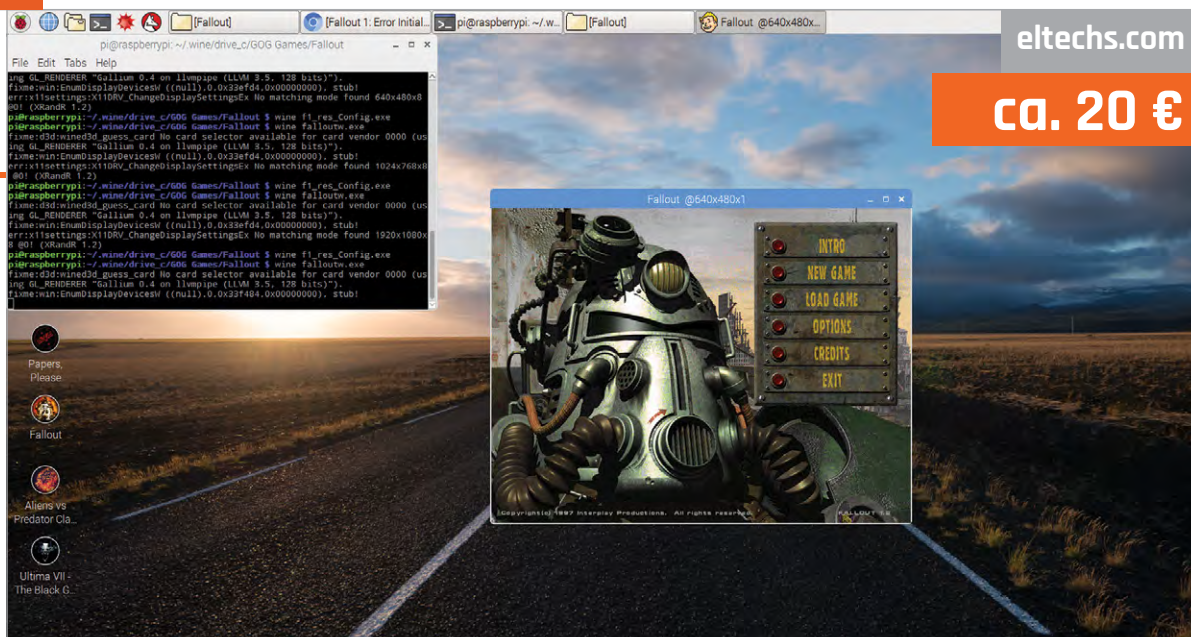 [Fallout]
[Fallout 1: Error Initial...
pi@raspberrypi: ~/.w...
[Fallout]
Fallout @640x480x...
eltechs.com
ca. 20 €
pi@raspberrypi: ~/.wine/drive_c/GOG Games/Fallout
File Edit Tabs Help
ing GL_RENDERER "Gallium 0.4 on llvmpipe (LLVM 3.5, 128 bits)").
fixme:win:EnumDisplayDevicesW ((null),0,0x33efd4,0x00000000), stub!
err:x11settings:X11DRV_ChangeDisplaySettingsEx No matching mode found 640x480x8
@0! (XRandR 1.2)
pi@raspberrypi:~/.wine/drive_c/GOG Games/Fallout $ wine f1_res_Config.exe
pi@raspberrypi:~/.wine/drive_c/GOG Games/Fallout $ wine falloutw.exe
fixme:d3d:wined3d_guess_card No card selector available for card vendor 0000 (us
ing GL_RENDERER "Gallium 0.4 on llvmpipe (LLVM 3.5, 128 bits)").
fixme:win:EnumDisplayDevicesW ((null),0,0x33efd4,0x00000000), stub!
err:x11settings:X11DRV_ChangeDisplaySettingsEx No matching mode found 1024x768x8
@0! (XRandR 1.2)
pi@raspberrypi:~/.wine/drive_c/GOG Games/Fallout $ wine f1_res_Config.exe
pi@raspberrypi:~/.wine/drive_c/GOG Games/Fallout $ wine falloutw.exe
fixme:d3d:wined3d_guess_card No card selector available for card vendor 0000 (us
ing GL_RENDERER "Gallium 0.4 on llvmpipe (LLVM 3.5, 128 bits)").
fixme:win:EnumDisplayDevicesW ((null),0,0x33efd4,0x00000000), stub!
err:x11settings:X11DRV_ChangeDisplaySettingsEx No matching mode found 1920x1080x
8 @0! (XRandR 1.2)
pi@raspberrypi:~/.wine/drive_c/GOG Games/Fallout $ wine f1_res_Config.exe
pi@raspberrypi:~/.wine/drive_c/GOG Games/Fallout $ wine falloutw.exe
fixme:d3d:wined3d_guess_card No card selector available for card vendor 0000 (us
ing GL_RENDERER "Gallium 0.4 on llvmpipe (LLVM 3.5, 128 bits)").
fixme:win:EnumDisplayDevicesW ((null),0,0x33f484,0x00000000), stub!
Fallout @640x480x1
INTRO
NEW GAME
LOAD GAME
OPTIONS
CREDITS
EXIT
Copyright(c) 1997 Interplay Productions. All rights reserved.
FALLOUT 1.2
Papers,
Please
Fallout
Aliens vs
Predator Cla...
Ultima VII -
The Black G...